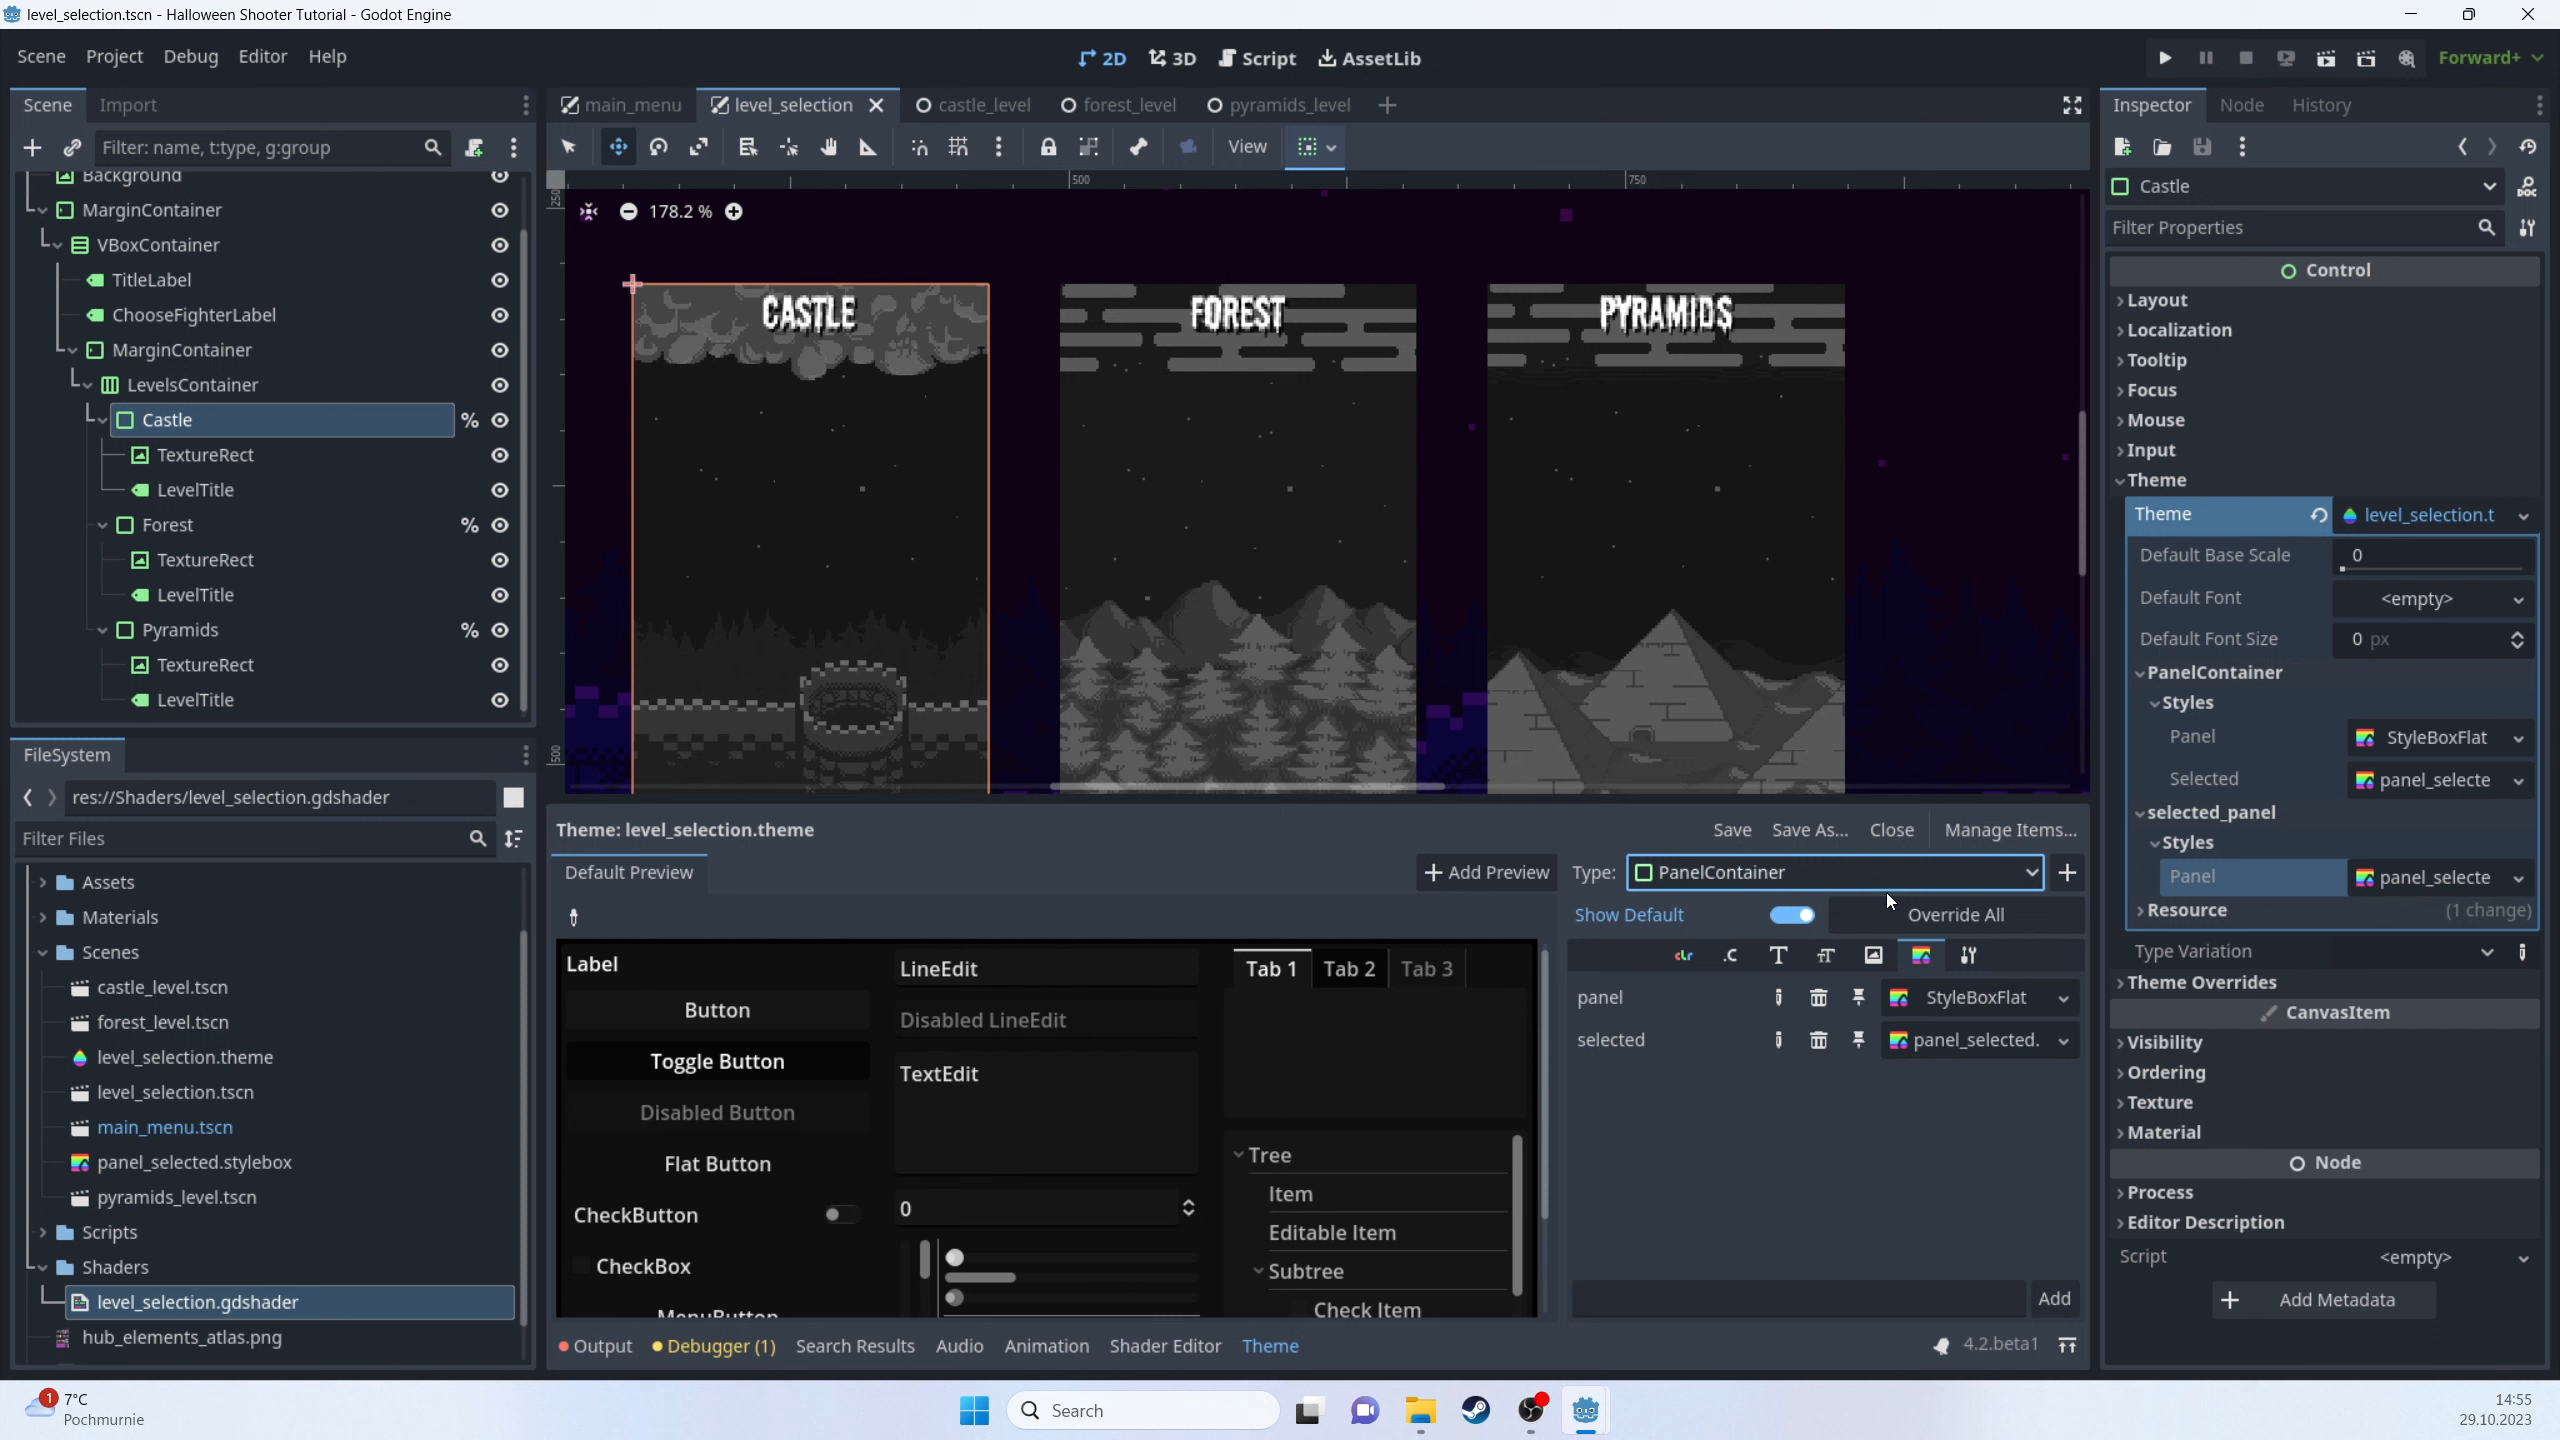 level_selection.tscn - Halloween Shooter Tutorial - Godot Engine
Scene Project Debug Editor Help
2D 3D Script AssetLib
Forward+
Scene Import
main_menu level_selection castle_level forest_level pyramids_level
Inspector Node History
Filter: name, t:type, g:group
View
Castle
Filter Properties
Background
MarginContainer
VBoxContainer
TitleLabel
ChooseFighterLabel
MarginContainer
LevelsContainer
Castle %
TextureRect
LevelTitle
Forest %
TextureRect
LevelTitle
Pyramids %
TextureRect
LevelTitle
500 750
250
500
178.2 %
CASTLE FOREST PYRAMIDS
FileSystem
res://Shaders/level_selection.gdshader
Filter Files
Assets
Materials
Scenes
castle_level.tscn
forest_level.tscn
level_selection.theme
level_selection.tscn
main_menu.tscn
panel_selected.stylebox
pyramids_level.tscn
Scripts
Shaders
level_selection.gdshader
hub_elements_atlas.png
Theme: level_selection.theme
Save Save As... Close Manage Items...
Default Preview
Add Preview
Type: PanelContainer
Show Default Override All
panel StyleBoxFlat
selected panel_selected.
Add
Label
Button
Toggle Button
Disabled Button
Flat Button
CheckButton
CheckBox
MenuButton
LineEdit
Disabled LineEdit
TextEdit
0
Tab 1 Tab 2 Tab 3
Tree
Item
Editable Item
Subtree
Check Item
Output Debugger (1) Search Results Audio Animation Shader Editor Theme
4.2.beta1
Control
Layout
Localization
Tooltip
Focus
Mouse
Input
Theme
Theme level_selection.t
Default Base Scale 0
Default Font <empty>
Default Font Size 0 px
PanelContainer
Styles
Panel StyleBoxFlat
Selected panel_selecte
selected_panel
Styles
Panel panel_selecte
Resource (1 change)
Type Variation
Theme Overrides
CanvasItem
Visibility
Ordering
Texture
Material
Node
Process
Editor Description
Script <empty>
Add Metadata
1
7°C
Pochmurnie
Search
14:55
29.10.2023